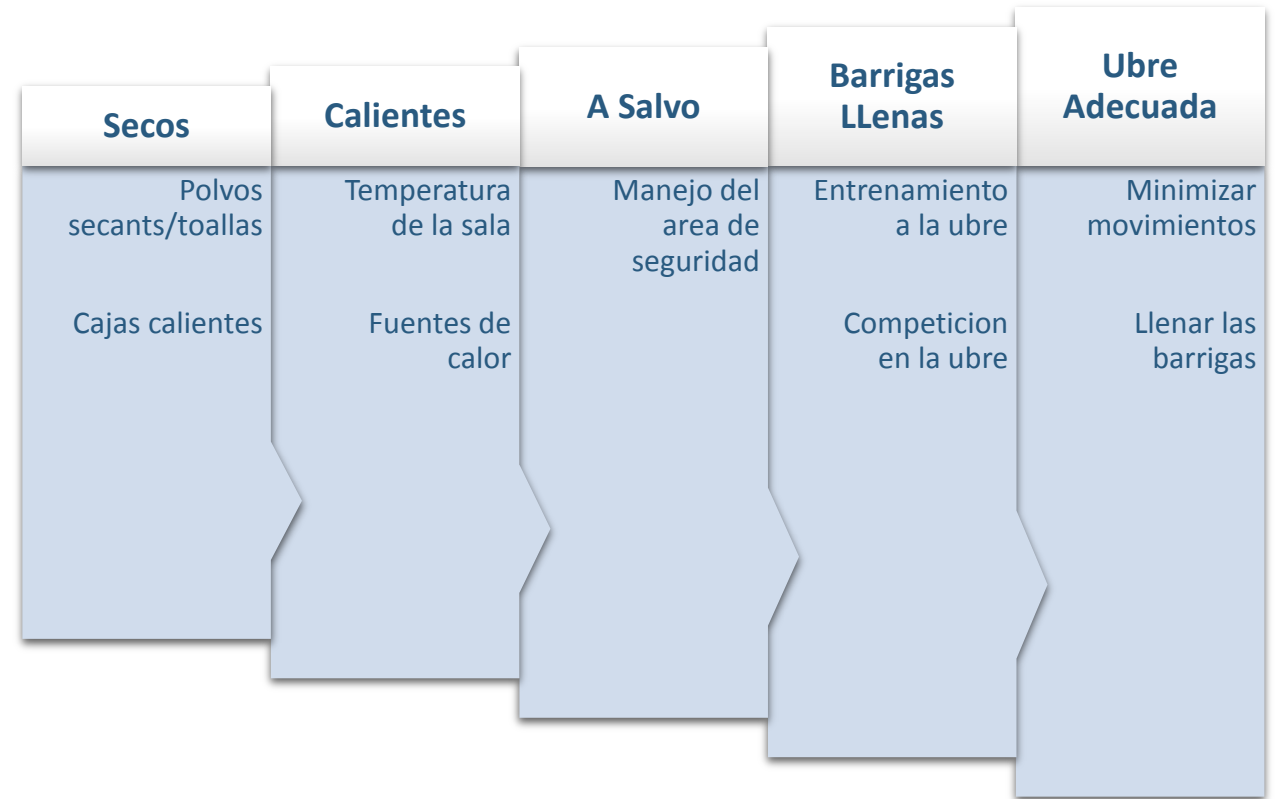 Secos
Polvos
secants/toallas
Cajas calientes
Calientes
Temperatura
de la sala
Fuentes de
calor
A Salvo
Manejo del
area de
seguridad
Barrigas
LLenas
Entrenamiento
a la ubre
Competicion
en la ubre
Ubre
Adecuada
Minimizar
movimientos
Llenar las
barrigas